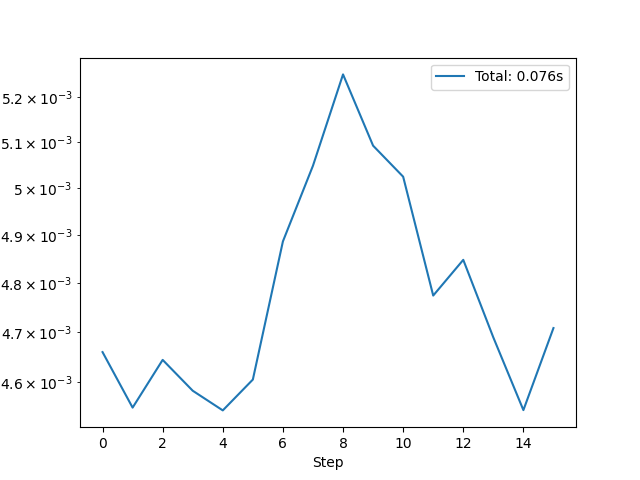 Total: 0.076s
5.2 × 10⁻³
5.1 × 10⁻³
5 × 10⁻³
4.9 × 10⁻³
4.8 × 10⁻³
4.7 × 10⁻³
4.6 × 10⁻³
0 2 4 6 8 10 12 14
Step